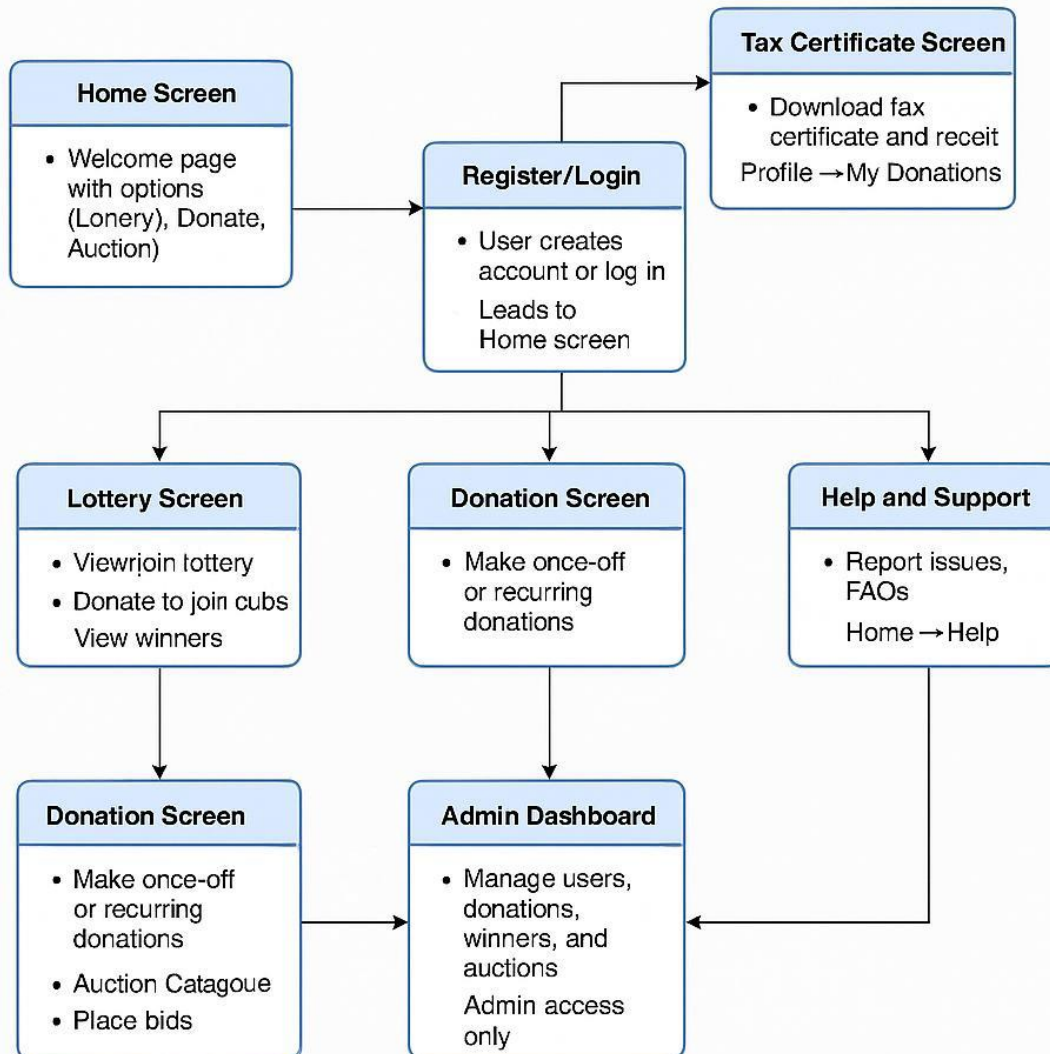 Tax Certificate Screen
• Download fax
certificate and receit
Profile → My Donations
Home Screen
• Welcome page
with options
(Lonery), Donate,
Auction)
Register/Login
• User creates
account or log in
Leads to
Home screen
Lottery Screen
• Viewrjoin tottery
• Donate to join cubs
View winners
Donation Screen
• Make once-off
or recurring
donations
Help and Support
• Report issues,
FAOs
Home → Help
Donation Screen
• Make once-off
or recurring
donations
• Auction Catagoue
• Place bids
Admin Dashboard
• Manage users,
donations,
winners, and
auctions
Admin access
only